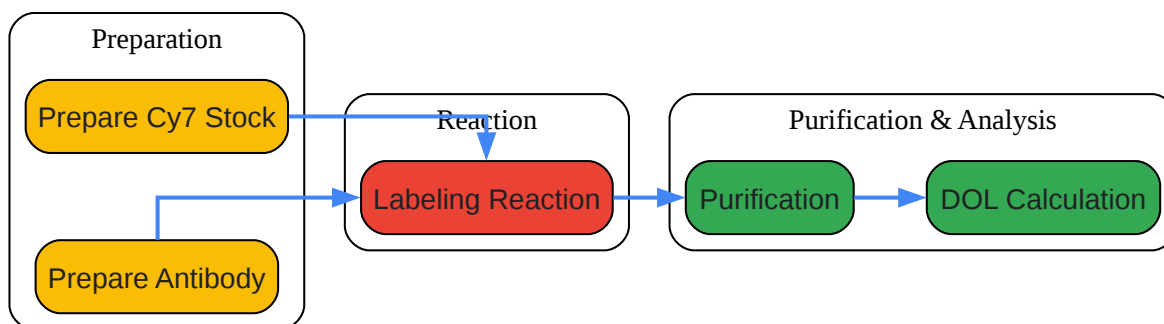 Preparation
Prepare Cy7 Stock
Prepare Antibody
Reaction
Labeling Reaction
Purification & Analysis
Purification
DOL Calculation